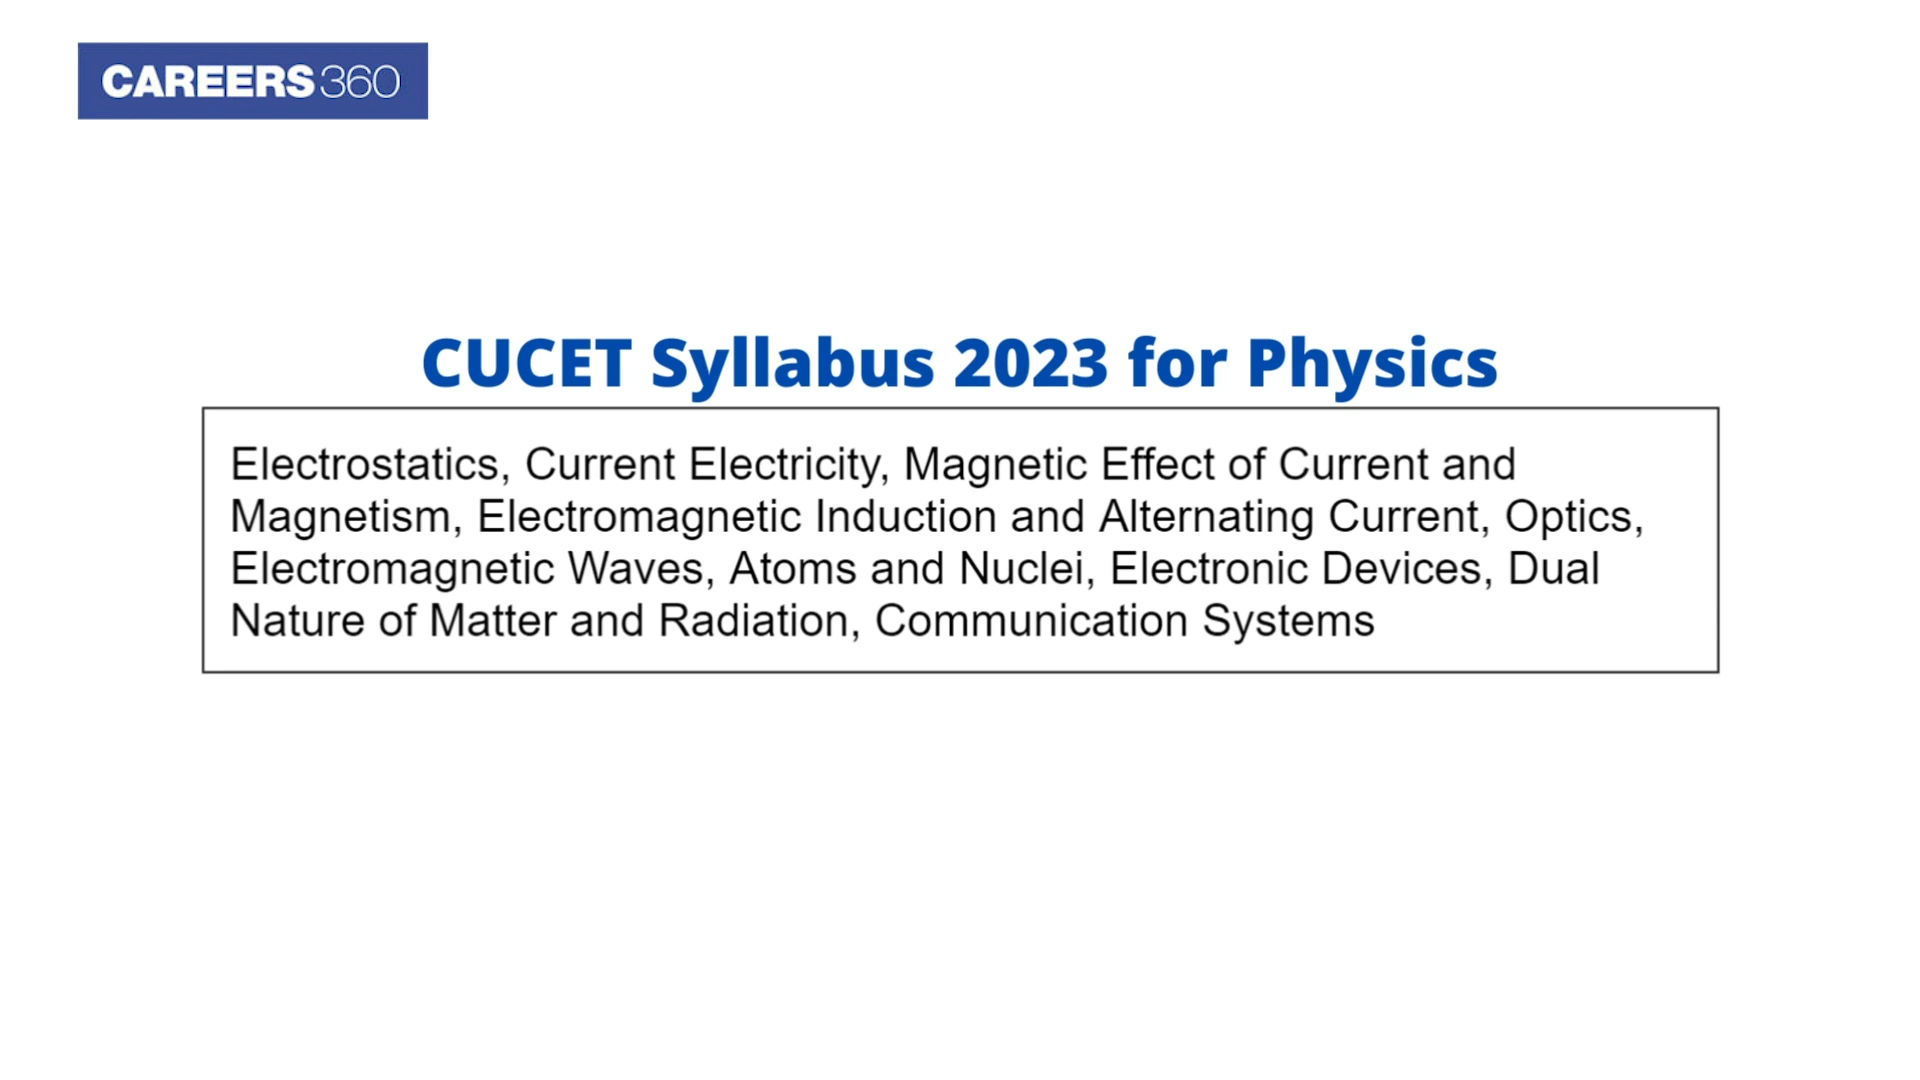 CAREERS360
CUCET Syllabus 2023 for Physics
Electrostatics, Current Electricity, Magnetic Effect of Current and
Magnetism, Electromagnetic Induction and Alternating Current, Optics,
Electromagnetic Waves, Atoms and Nuclei, Electronic Devices, Dual
Nature of Matter and Radiation, Communication Systems